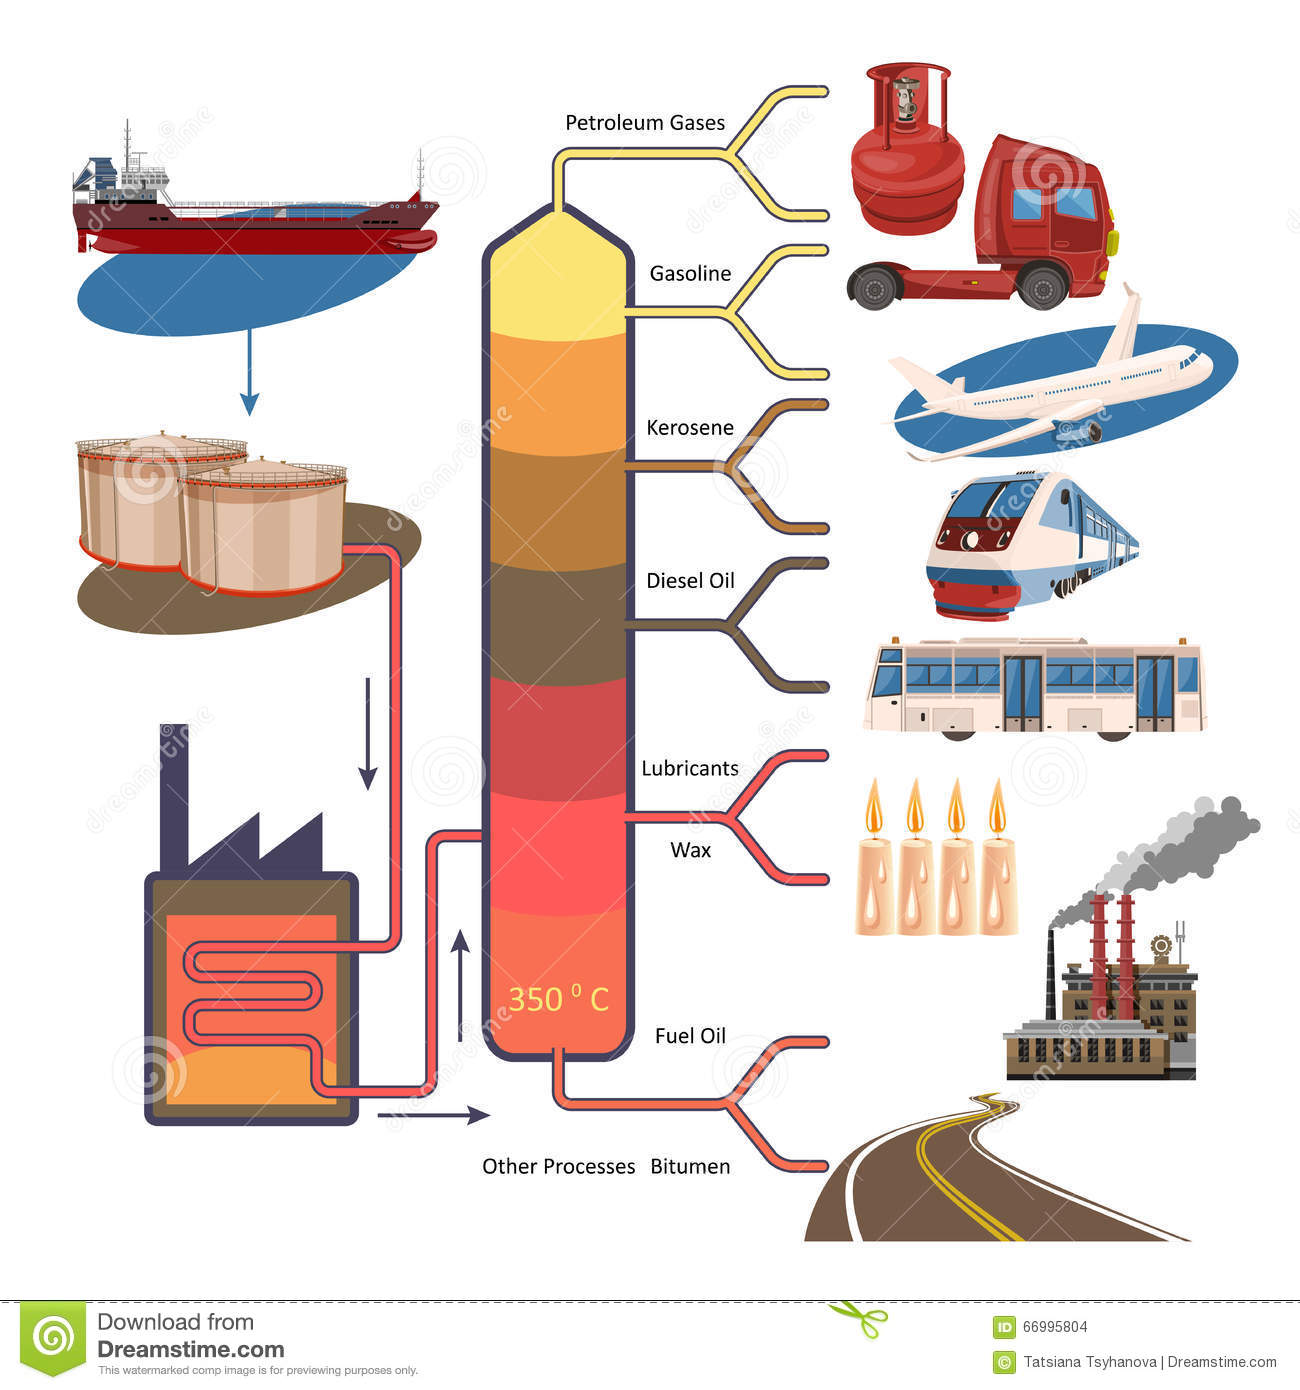 Petroleum Gases
Gasoline
Kerosene
Diesel Oil
Lubricants
Wax
350 ⁰ C
Fuel Oil
Other Processes Bitumen
Download from
Dreamstime.com
This watermarked comp image is for previewing purposes only.
ID 66995804
© Tatsiana Tsyhanova | Dreamstime.com
dreamstime